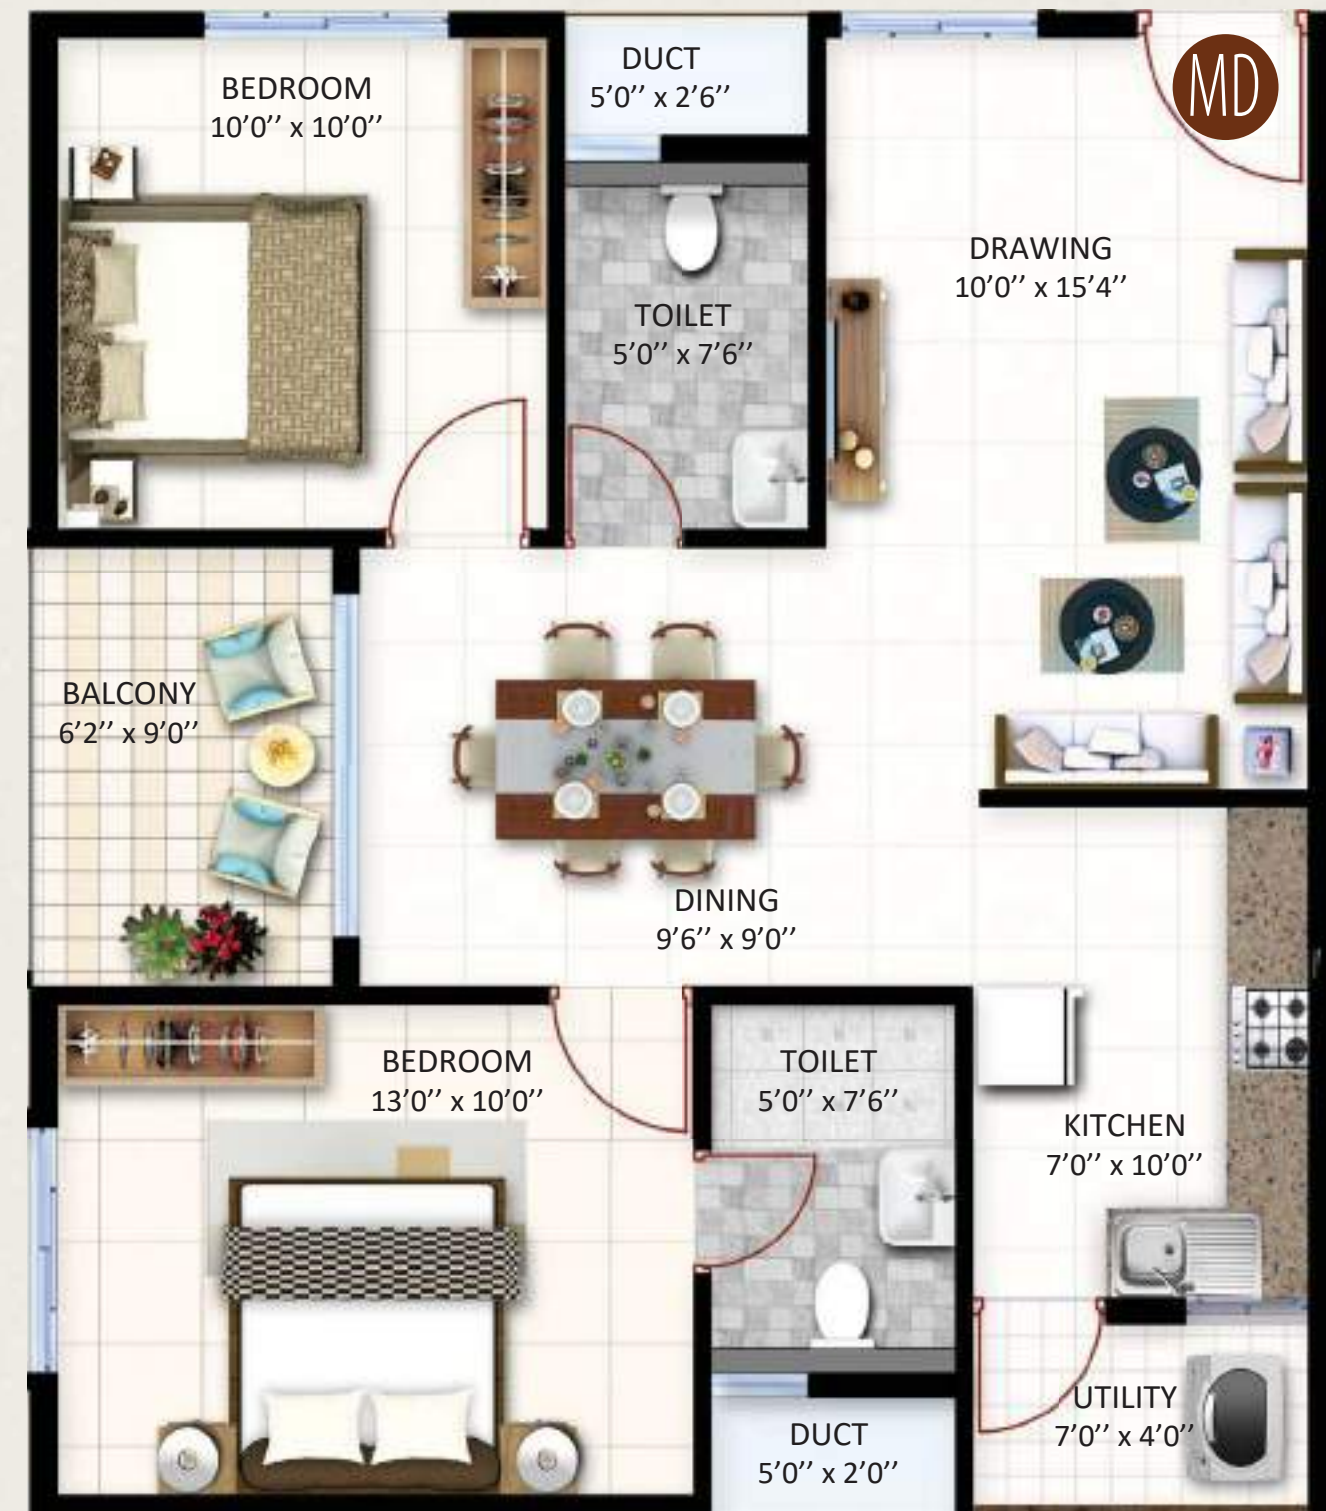 BEDROOM
10’0’’ x 10’0’’
DUCT
5’0’’ x 2’6’’
MD
TOILET
5’0’’ x 7’6’’
DRAWING
10’0’’ x 15’4’’
BALCONY
6’2’’ x 9’0’’
DINING
9’6’’ x 9’0’’
BEDROOM
13’0’’ x 10’0’’
TOILET
5’0’’ x 7’6’’
KITCHEN
7’0’’ x 10’0’’
UTILITY
7’0’’ x 4’0’’
DUCT
5’0’’ x 2’0’’